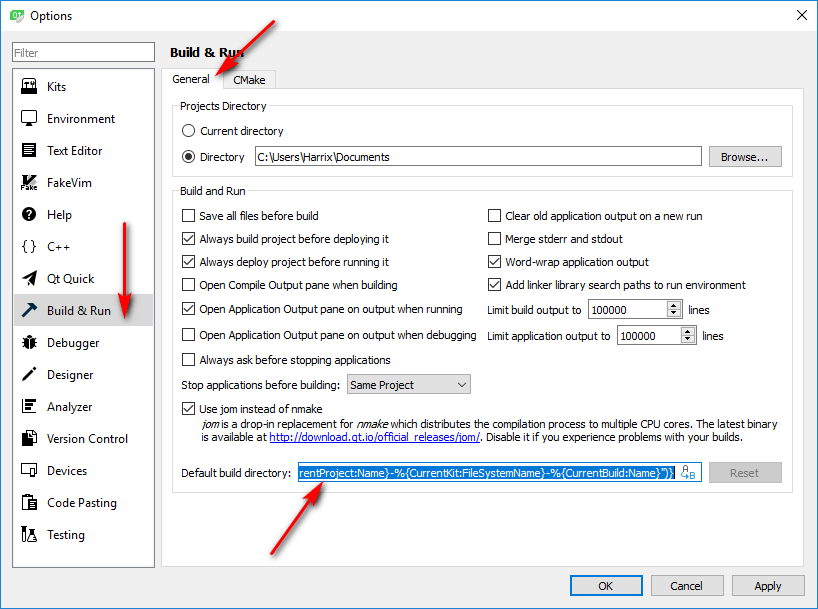 Options
Filter
Kits
Environment
Text Editor
FakeVim
Help
C++
Qt Quick
Build & Run
Debugger
Designer
Analyzer
Version Control
Devices
Code Pasting
Testing
Build & Run
General
CMake
Projects Directory
Current directory
Directory C:\Users\Harrix\Documents Browse...
Build and Run
Save all files before build
Always build project before deploying it
Always deploy project before running it
Open Compile Output pane when building
Open Application Output pane on output when running
Open Application Output pane on output when debugging
Always ask before stopping applications
Clear old application output on a new run
Merge stderr and stdout
Word-wrap application output
Add linker library search paths to run environment
Limit build output to 100000 lines
Limit application output to 100000 lines
Stop applications before building: Same Project
Use jom instead of nmake
jom is a drop-in replacement for nmake which distributes the compilation process to multiple CPU cores. The latest binary
is available at http://download.qt.io/official_releases/jom/. Disable it if you experience problems with your builds.
Default build directory: rentProject:Name}-%{CurrentKit:FileSystemName}-%{CurrentBuild:Name}")} Reset
OK Cancel Apply